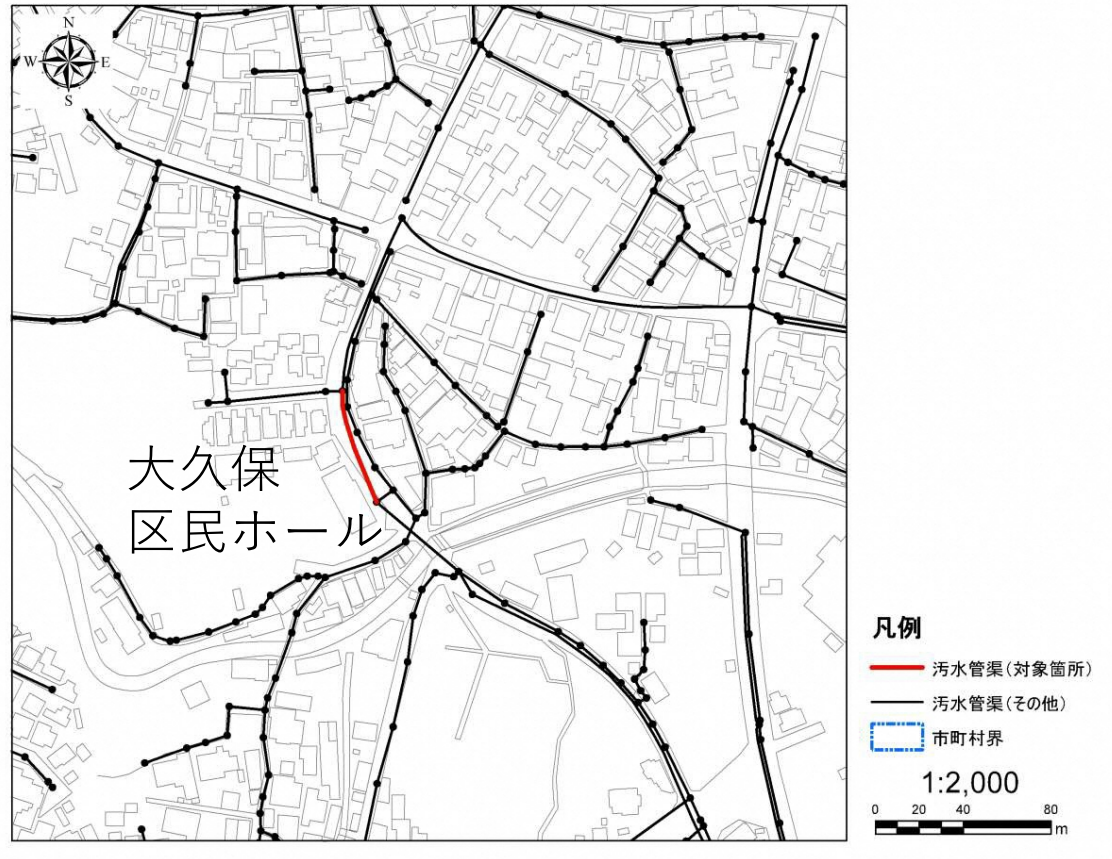 N
W E
S
大久保
区民ホール
凡例
汚水管渠(対象箇所)
汚水管渠(その他)
市町村界
1:2,000
0 20 40 80
m